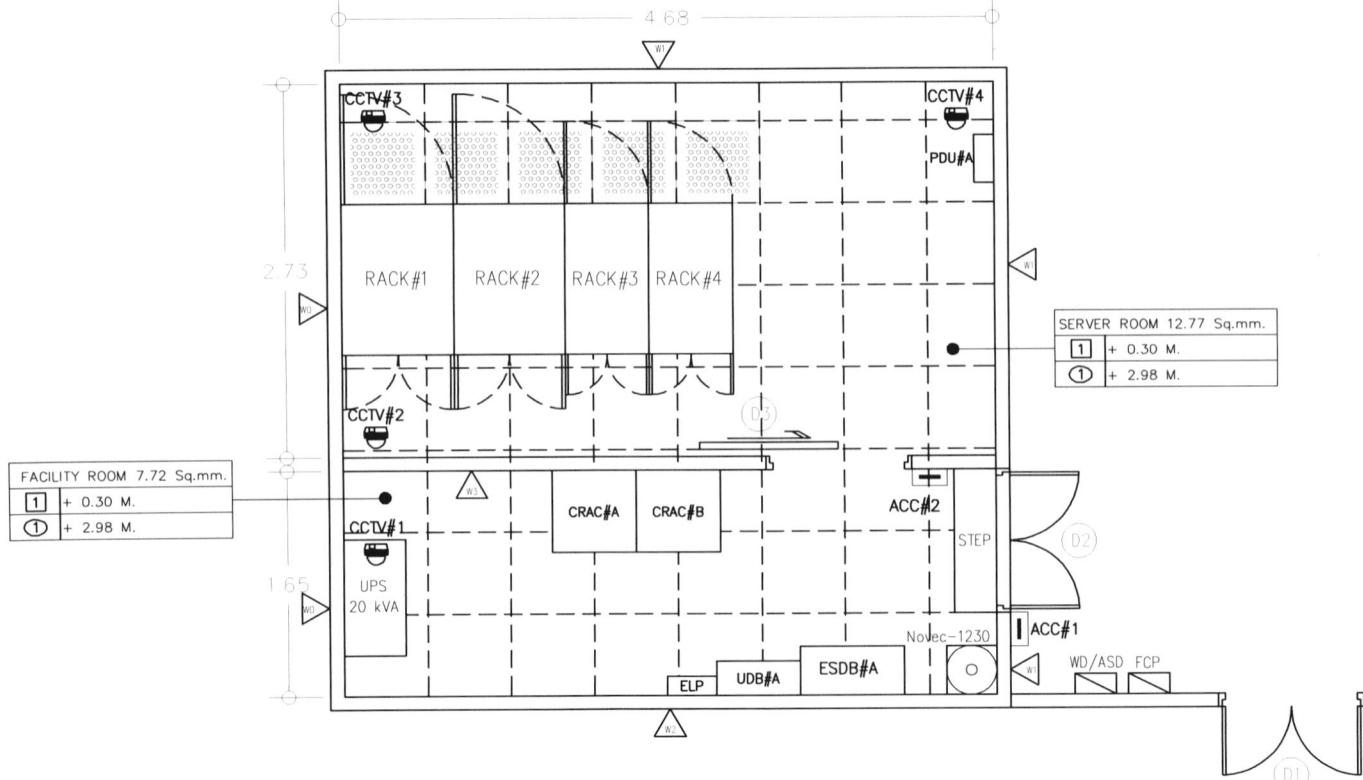 4.68
W1
CCTV#3
CCTV#4
PDU#A
2.73
RACK#1
RACK#2
RACK#3
RACK#4
W1
W0
SERVER ROOM 12.77 Sq.mm.
1 + 0.30 M.
1 + 2.98 M.
CCTV#2
D3
FACILITY ROOM 7.72 Sq.mm.
1 + 0.30 M.
1 + 2.98 M.
W3
CRAC#A
CRAC#B
ACC#2
CCTV#1
STEP
D2
1.65
UPS
20 kVA
W0
Novec-1230
ACC#1
ELP
UDB#A
ESDB#A
W1
WD/ASD
FCP
W2
D1